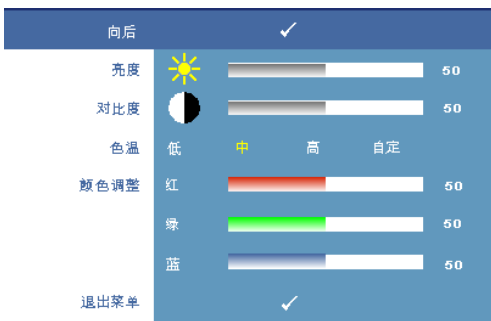 向后
亮度 50
对比度 50
色温 低 中 高 自定
颜色调整 红 50
绿 50
蓝 50
退出菜单